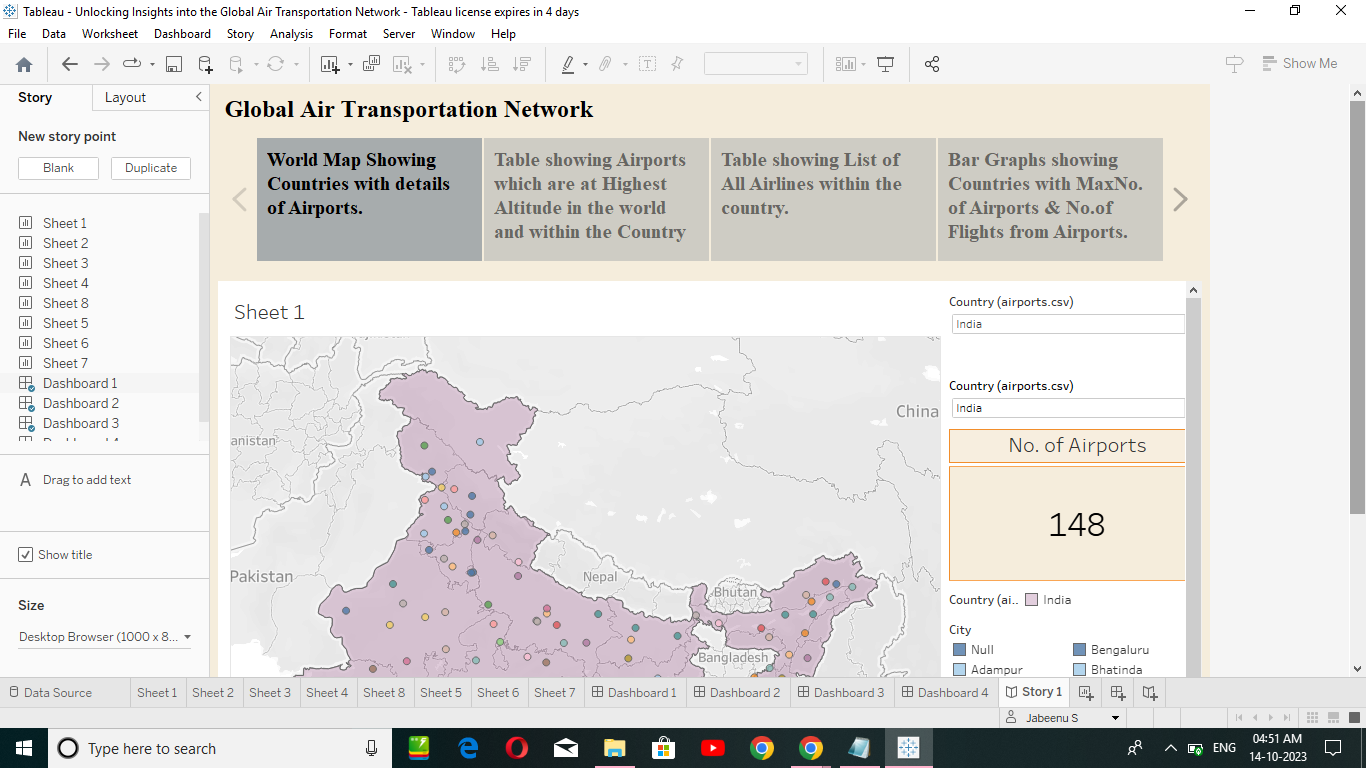 Tableau - Unlocking Insights into the Global Air Transportation Network - Tableau license expires in 4 days
File Data Worksheet Dashboard Story Analysis Format Server Window Help
Show Me
Story Layout
New story point
Blank Duplicate
Sheet 1
Sheet 2
Sheet 3
Sheet 4
Sheet 8
Sheet 5
Sheet 6
Sheet 7
Dashboard 1
Dashboard 2
Dashboard 3
A Drag to add text
Show title
Size
Desktop Browser (1000 x 8...
Global Air Transportation Network
World Map Showing
Countries with details
of Airports.
Table showing Airports
which are at Highest
Altitude in the world
and within the Country
Table showing List of
All Airlines within the
country.
Bar Graphs showing
Countries with MaxNo.
of Airports & No.of
Flights from Airports.
Sheet 1
anistan
China
Pakistan
Nepal
Bhutan
Bangladesh
Country (airports.csv)
India
Country (airports.csv)
India
No. of Airports
148
Country (ai.. India
City
Null Bengaluru
Adampur Bhatinda
Data Source Sheet 1 Sheet 2 Sheet 3 Sheet 4 Sheet 8 Sheet 5 Sheet 6 Sheet 7 Dashboard 1 Dashboard 2 Dashboard 3 Dashboard 4 Story 1
Jabeenu S
Type here to search
ENG
04:51 AM
14-10-2023